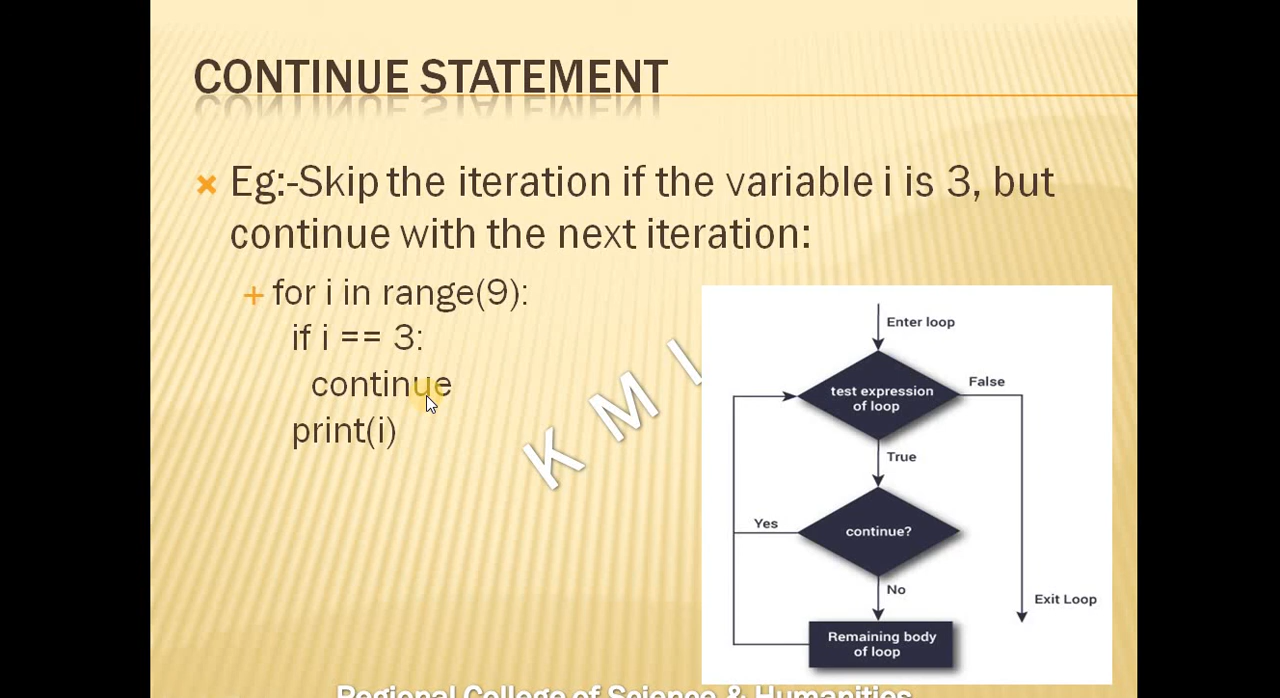 CONTINUE STATEMENT
Eg:-Skip the iteration if the variable i is 3, but
continue with the next iteration:
for i in range(9):
if i == 3:
continue
print(i)
K M I
Enter loop
test expression
of loop
False
True
continue?
Yes
No
Remaining body
of loop
Exit Loop
Regional College of Science & Humanities